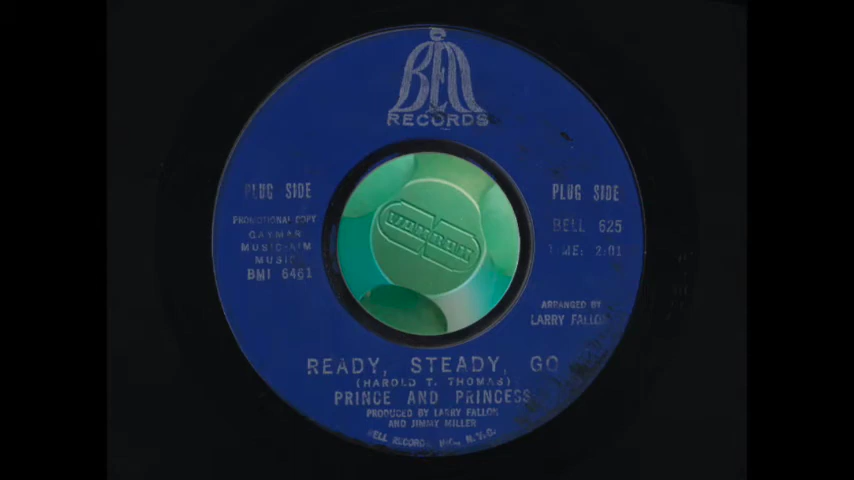 BELL
RECORDS
PLUG SIDE
PROMOTIONAL COPY
GAYMAR
MUSIC-AIM
MUSIC
BMI 6461
PLUG SIDE
BELL 625
TIME: 2:01
ARRANGED BY
LARRY FALLON
READY, STEADY, GO
(HAROLD T. THOMAS)
PRINCE AND PRINCESS
PRODUCED BY LARRY FALLON
AND JIMMY MILLER
BELL RECORDS, INC., N.Y.C.